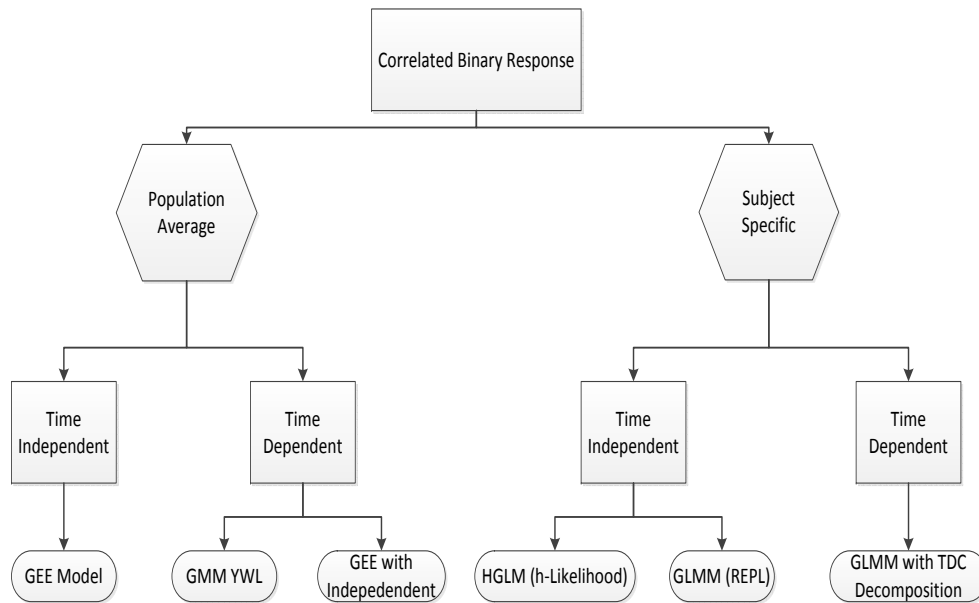 Correlated Binary Response
Population
Average
Subject
Specific
Time
Independent
Time
Dependent
Time
Independent
Time
Dependent
GEE Model
GMM YWL
GEE with
Indepedendent
HGLM (h-Likelihood)
GLMM (REPL)
GLMM with TDC
Decomposition